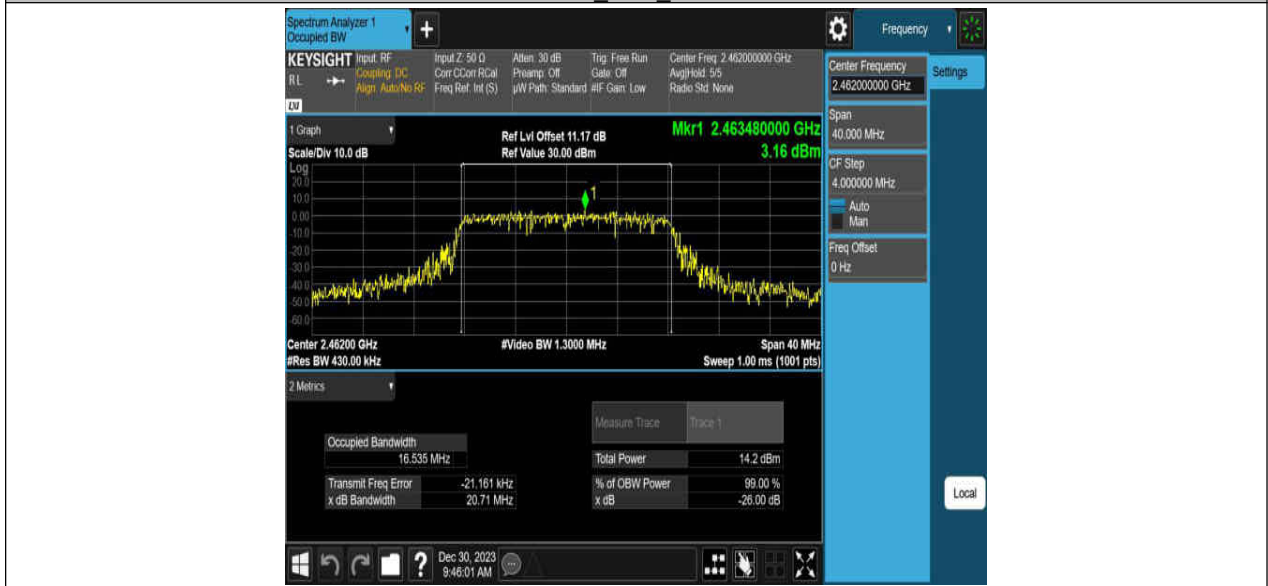 Spectrum Analyzer 1
Occupied BW
+
Frequency
KEYSIGHT Input: RF Input Z: 50 Ω Atten: 30 dB Trig: Free Run Center Freq: 2.462000000 GHz
RL Coupling: DC Corr CCorr RCal Preamp: Off Gate: Off Avg|Hold: 5/5
Align: Auto/No RF Freq Ref: Int (S) µW Path: Standard #IF Gain: Low Radio Std: None
LXI
Center Frequency
2.462000000 GHz
Settings
Span
40.000 MHz
CF Step
4.000000 MHz
Auto
Man
Freq Offset
0 Hz
Local
1 Graph
Ref Lvl Offset 11.17 dB Mkr1 2.463480000 GHz
Scale/Div 10.0 dB Ref Value 30.00 dBm 3.16 dBm
Log
20.0
10.0
1
0.00
-10.0
-20.0
-30.0
-40.0
-50.0
-60.0
Center 2.46200 GHz #Video BW 1.3000 MHz Span 40 MHz
#Res BW 430.00 kHz Sweep 1.00 ms (1001 pts)
2 Metrics
Measure Trace Trace 1
Occupied Bandwidth
16.535 MHz Total Power 14.2 dBm
Transmit Freq Error -21.161 kHz % of OBW Power 99.00 %
x dB Bandwidth 20.71 MHz x dB -26.00 dB
? Dec 30, 2023
9:46:01 AM